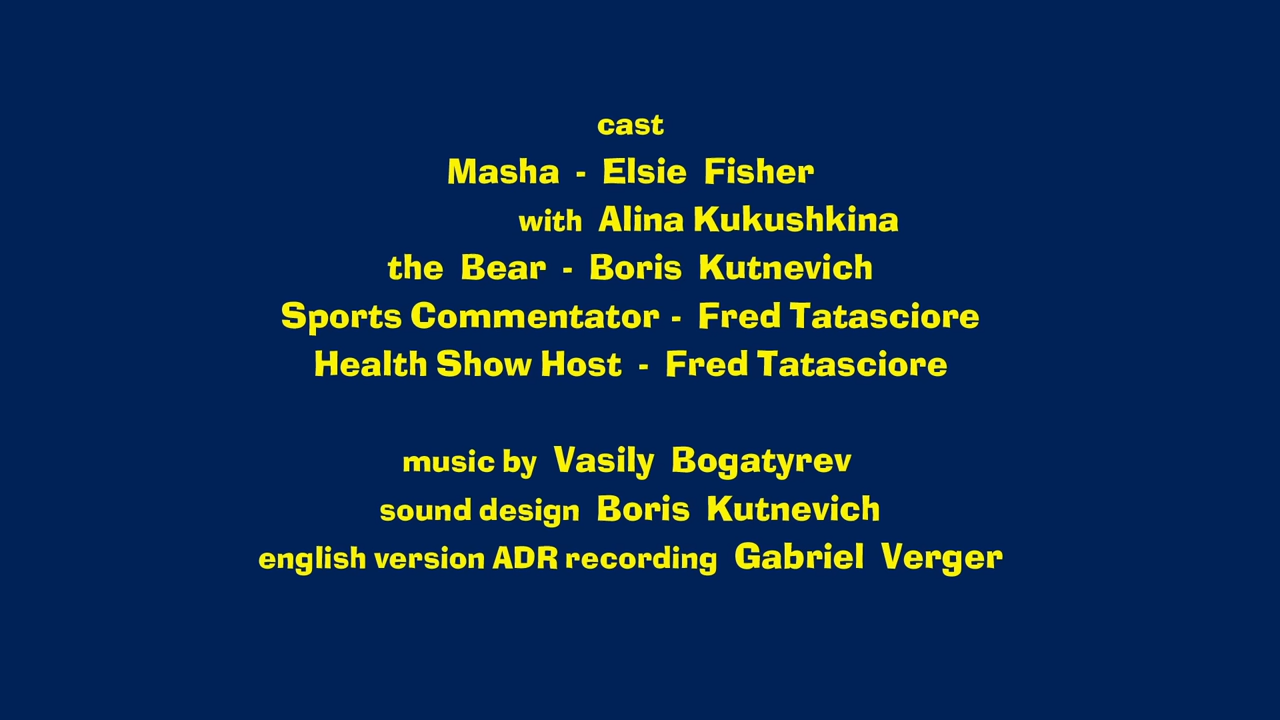 cast
Masha - Elsie Fisher
with Alina Kukushkina
the Bear - Boris Kutnevich
Sports Commentator - Fred Tatasciore
Health Show Host - Fred Tatasciore
music by Vasily Bogatyrev
sound design Boris Kutnevich
english version ADR recording Gabriel Verger